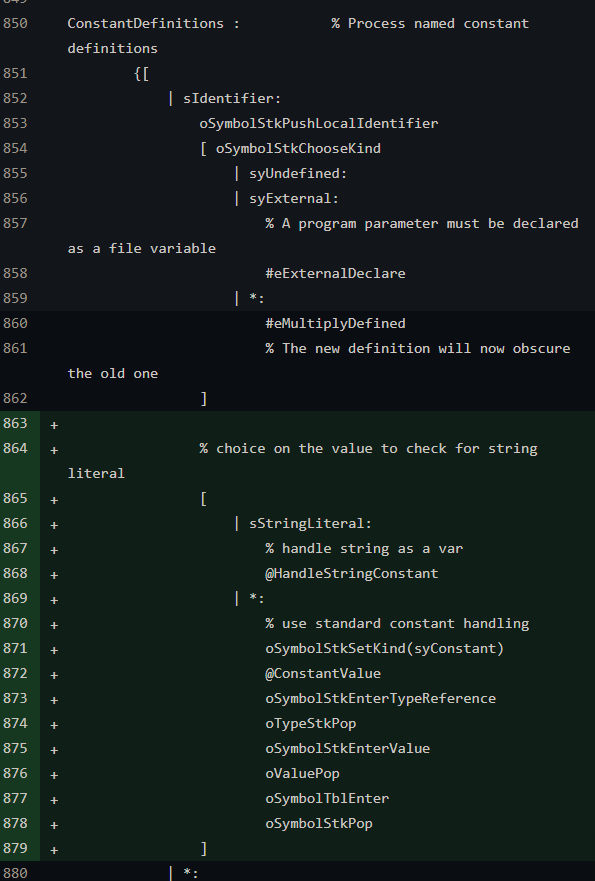 849
850 ConstantDefinitions : % Process named constant
definitions
851 {[
852 | sIdentifier:
853 oSymbolStkPushLocalIdentifier
854 [ oSymbolStkChooseKind
855 | syUndefined:
856 | syExternal:
857 % A program parameter must be declared
as a file variable
858 #eExternalDeclare
859 | *:
860 #eMultiplyDefined
861 % The new definition will now obscure
the old one
862 ]
863 +
864 + % choice on the value to check for string
literal
865 + [
866 + | sStringLiteral:
867 + % handle string as a var
868 + @HandleStringConstant
869 + | *:
870 + % use standard constant handling
871 + oSymbolStkSetKind(syConstant)
872 + @ConstantValue
873 + oSymbolStkEnterTypeReference
874 + oTypeStkPop
875 + oSymbolStkEnterValue
876 + oValuePop
877 + oSymbolTblEnter
878 + oSymbolStkPop
879 + ]
880 | *: